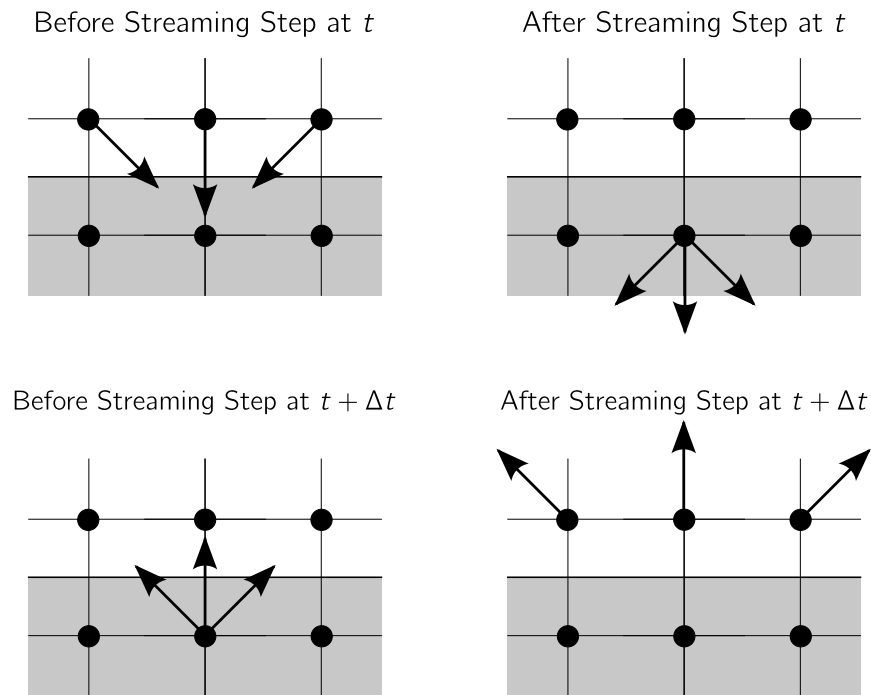 Before Streaming Step at t
After Streaming Step at t
Before Streaming Step at t + Δt
After Streaming Step at t + Δt